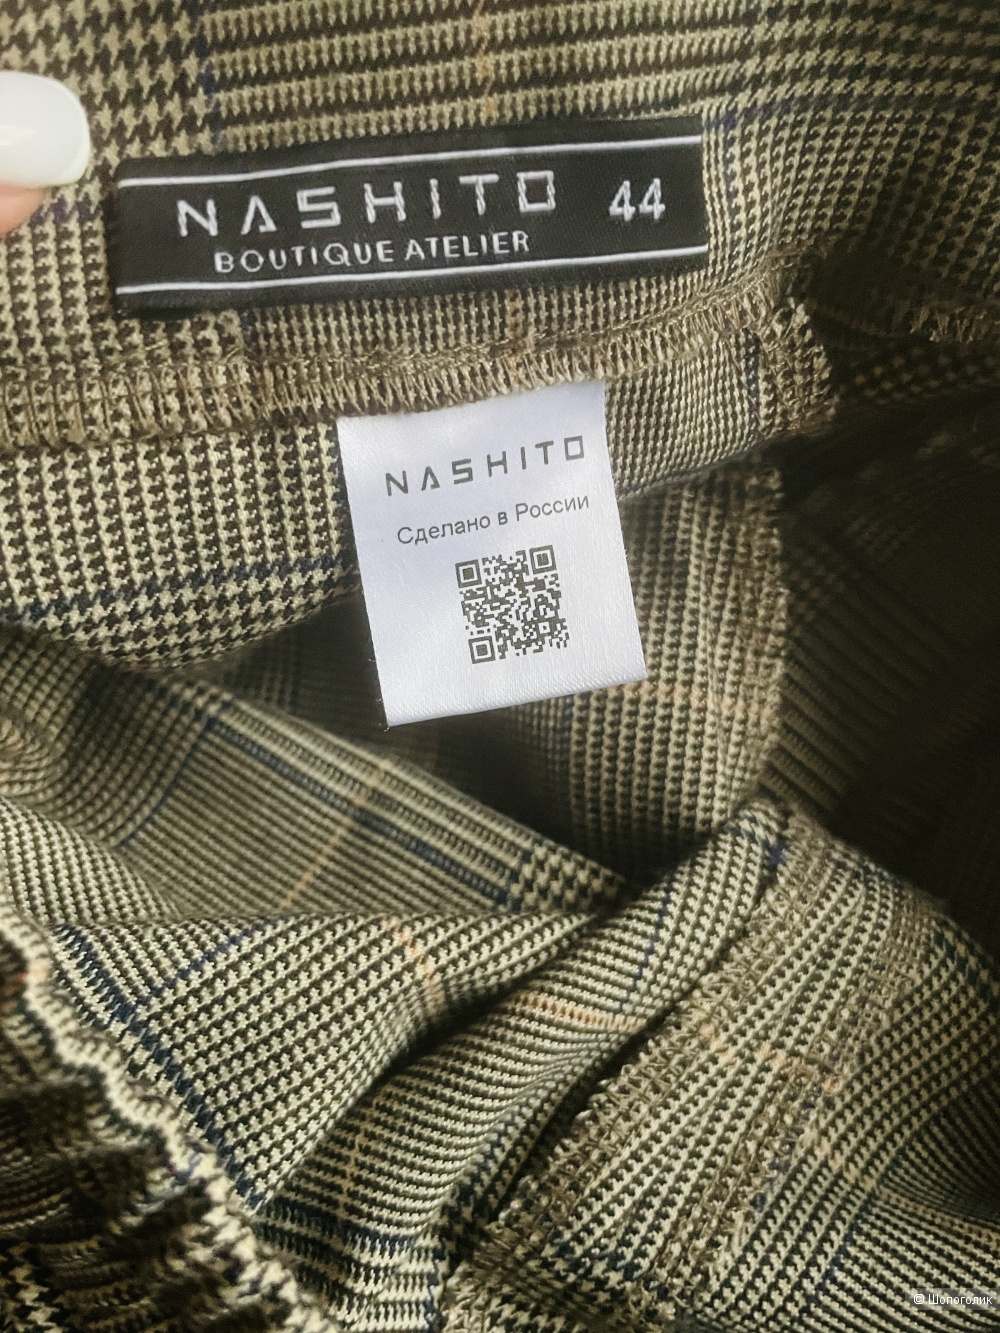 NASHITO 44
BOUTIQUE ATELIER
NASHITO
Сделано в России
© Шопоголик